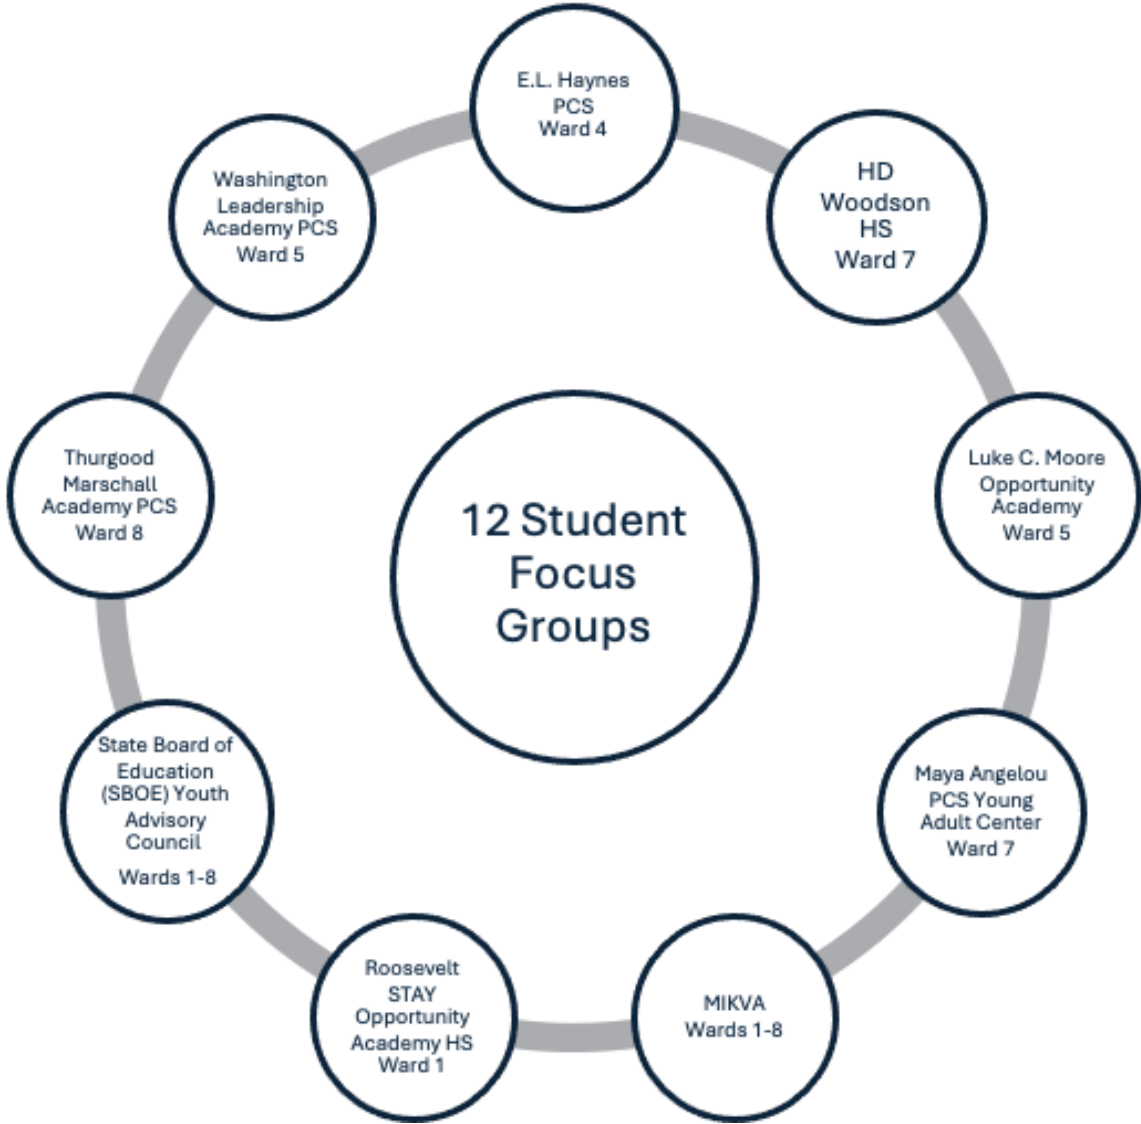 E.L. Haynes
PCS
Ward 4
HD
Woodson
HS
Ward 7
Luke C. Moore
Opportunity
Academy
Ward 5
Maya Angelou
PCS Young
Adult Center
Ward 7
MIKVA
Wards 1-8
Roosevelt
STAY
Opportunity
Academy HS
Ward 1
State Board of
Education
(SBOE) Youth
Advisory
Council
Wards 1-8
Thurgood
Marschall
Academy PCS
Ward 8
Washington
Leadership
Academy PCS
Ward 5
12 Student
Focus
Groups